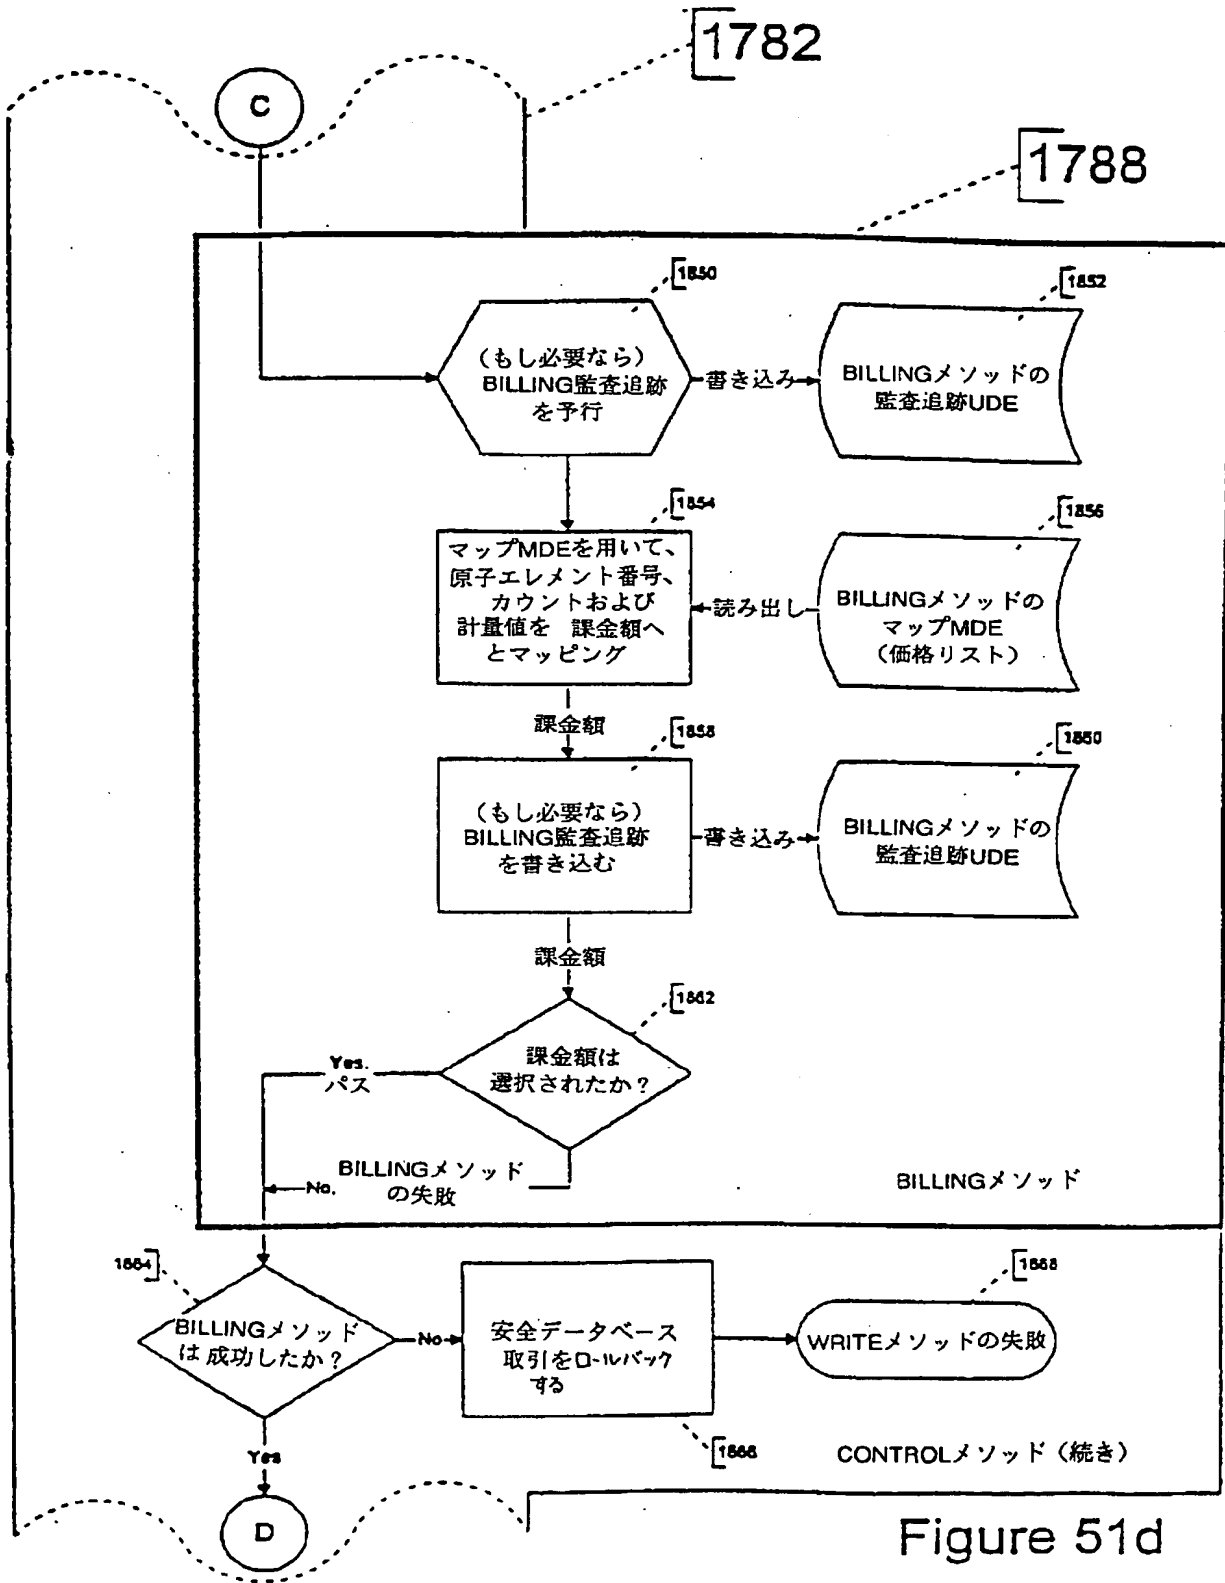 1782
C
1788
1850
1852
(もし必要なら)
BILLING監査追跡
を予行
書き込み
BILLINGメソッドの
監査追跡UDE
1854
1856
マップMDEを用いて、
原子エレメント番号、
カウントおよび
計量値を 課金額へ
とマッピング
読み出し
BILLINGメソッドの
マップMDE
(価格リスト)
課金額
1858
1860
(もし必要なら)
BILLING監査追跡
を書き込む
書き込み
BILLINGメソッドの
監査追跡UDE
課金額
1862
課金額は
選択されたか?
Yes.
パス
No.
BILLINGメソッド
の失敗
BILLINGメソッド
1864
1868
BILLINGメソッド
は 成功したか?
No
安全データベース
取引をロールバック
する
WRITEメソッドの失敗
Yes
1866
CONTROLメソッド(続き)
D
Figure 51d